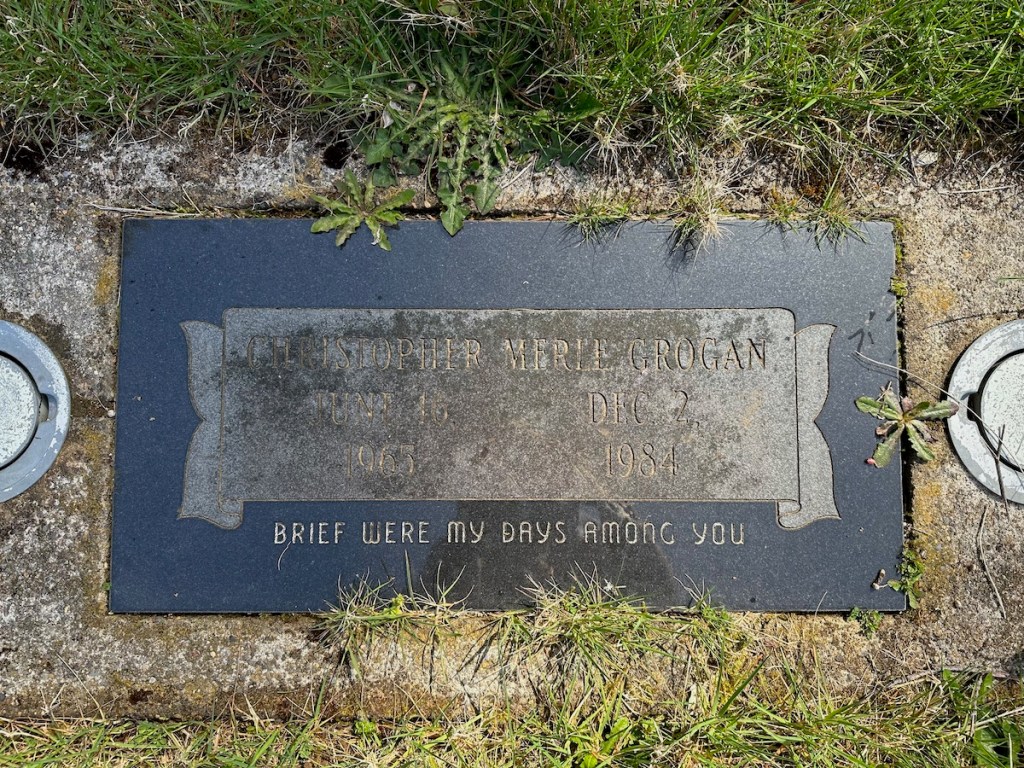 CHRISTOPHER MERLE GROGAN
JUNE 16, DEC 2,
1965 1984
BRIEF WERE MY DAYS AMONG YOU